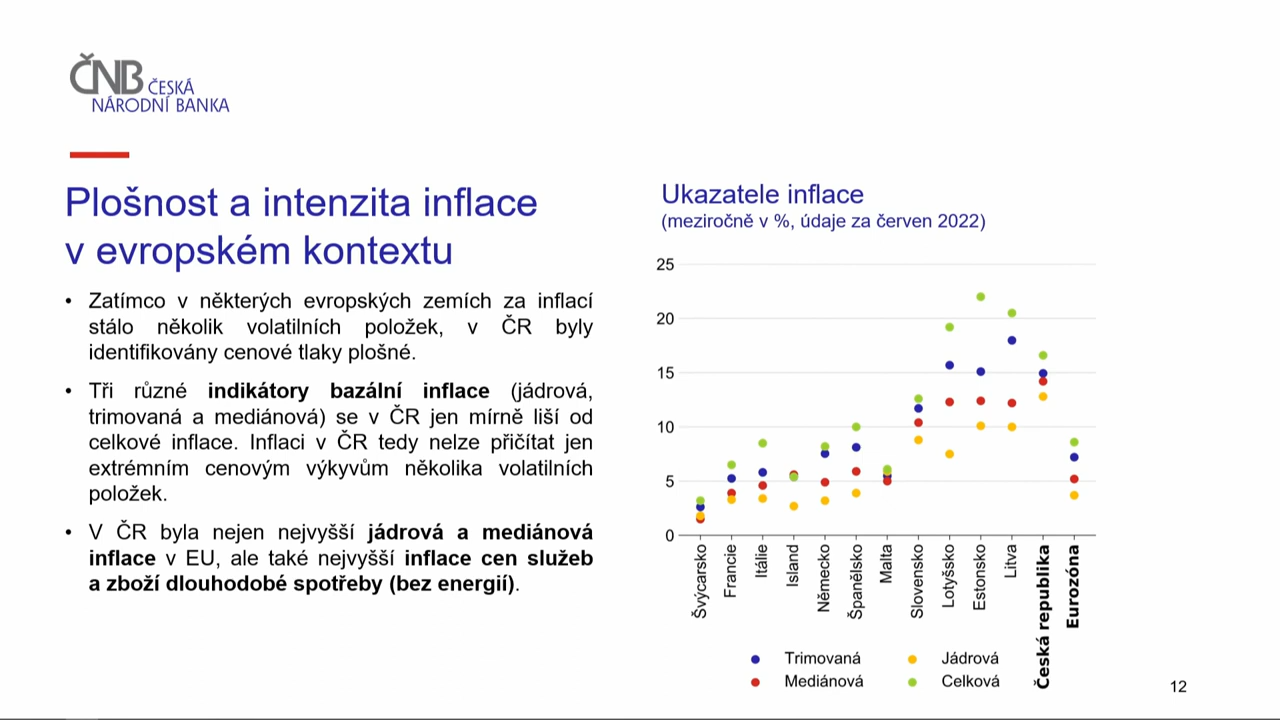 ČNB ČESKÁ
NÁRODNÍ BANKA
Plošnost a intenzita inflace
v evropském kontextu
• Zatímco v některých evropských zemích za inflací
stálo několik volatilních položek, v ČR byly
identifikovány cenové tlaky plošné.
• Tři různé indikátory bazální inflace (jádrová,
trimovaná a mediánová) se v ČR jen mírně liší od
celkové inflace. Inflaci v ČR tedy nelze přičítat jen
extrémním cenovým výkyvům několika volatilních
položek.
• V ČR byla nejen nejvyšší jádrová a mediánová
inflace v EU, ale také nejvyšší inflace cen služeb
a zboží dlouhodobé spotřeby (bez energií).
Ukazatele inflace
(meziročně v %, údaje za červen 2022)
25
20
15
10
5
0
Švýcarsko
Francie
Itálie
Island
Německo
Španělsko
Malta
Slovensko
Lotyšsko
Estonsko
Litva
Česká republika
Eurozóna
Trimovaná
Jádrová
Mediánová
Celková
12